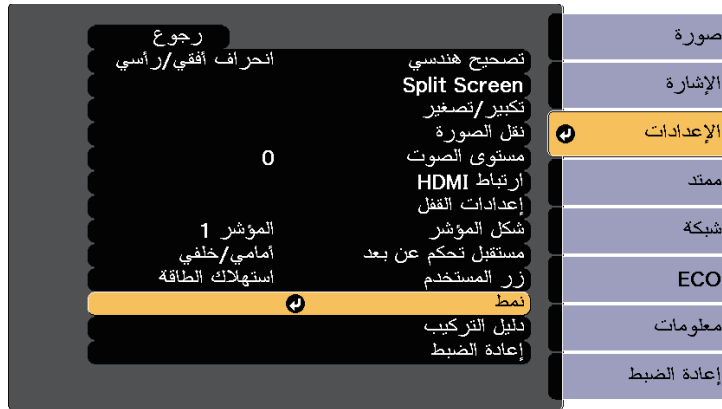 صورة
الإشارة
الإعدادات
ممتد
شبكة
ECO
معلومات
إعادة الضبط
رجوع
تصحيح هندسي انحراف أفقي/رأسي
Split Screen
تكبير/تصغير
نقل الصورة
مستوى الصوت 0
ارتباط HDMI
إعدادات القفل
شكل المؤشر المؤشر 1
مستقبل تحكم عن بعد أمامي/خلفي
زر المستخدم استهلاك الطاقة
نمط
دليل التركيب
إعادة الضبط